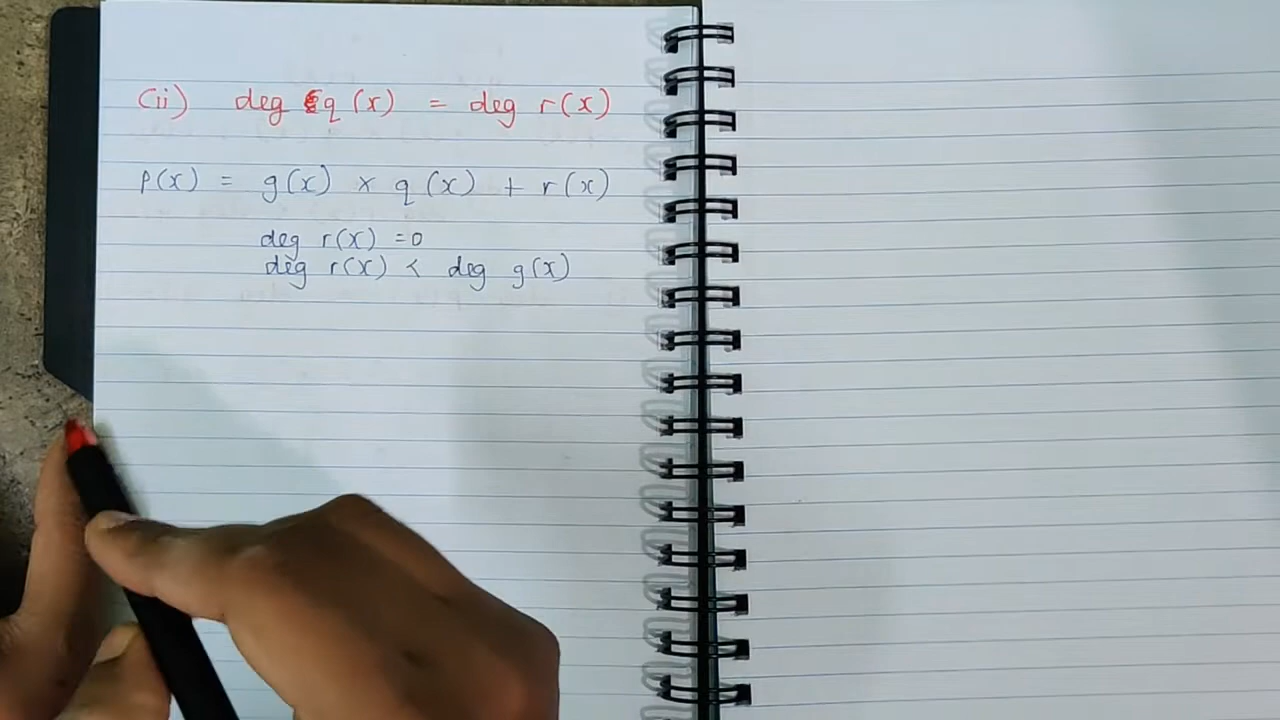 (ii) deg q(x) = deg r(x)
p(x) = g(x) × q(x) + r(x)
deg r(x) = 0
deg r(x) < deg g(x)